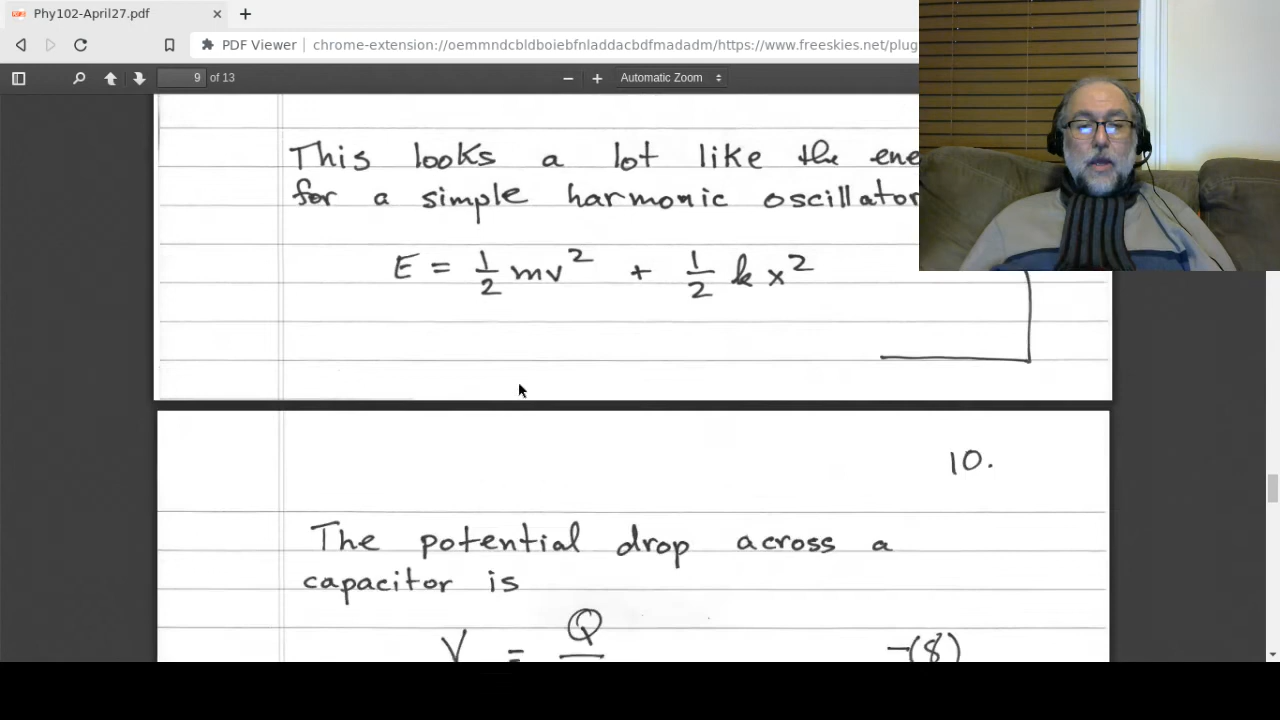 Phy102-April27.pdf
PDF Viewer chrome-extension://oemmndcbldboiebfnladdacbdfmadadm/https://www.freeskies.net/plug
9 of 13
Automatic Zoom
This looks a lot like the ene
for a simple harmonic oscillator
E = 1/2 mv² + 1/2 k x²
10.
The potential drop across a
capacitor is
V = Q -(8)